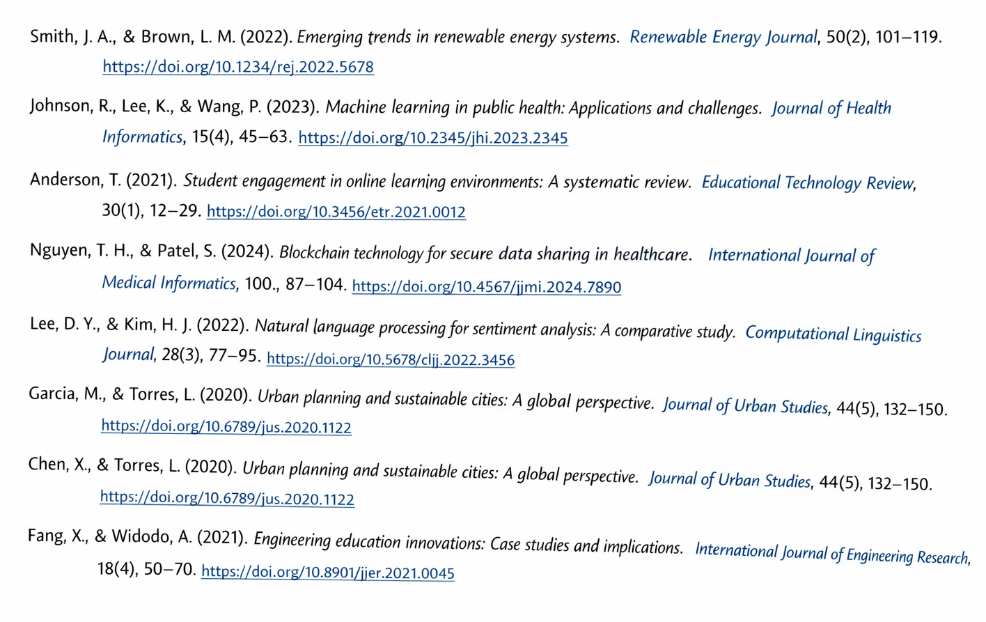 Smith, J. A., & Brown, L. M. (2022). Emerging trends in renewable energy systems. Renewable Energy Journal, 50(2), 101–119.
https://doi.org/10.1234/rej.2022.5678
Johnson, R., Lee, K., & Wang, P. (2023). Machine learning in public health: Applications and challenges. Journal of Health
Informatics, 15(4), 45–63. https://doi.org/10.2345/jhi.2023.2345
Anderson, T. (2021). Student engagement in online learning environments: A systematic review. Educational Technology Review,
30(1), 12–29. https://doi.org/10.3456/etr.2021.0012
Nguyen, T. H., & Patel, S. (2024). Blockchain technology for secure data sharing in healthcare. International Journal of
Medical Informatics, 100., 87–104. https://doi.org/10.4567/jjmi.2024.7890
Lee, D. Y., & Kim, H. J. (2022). Natural language processing for sentiment analysis: A comparative study. Computational Linguistics
Journal, 28(3), 77–95. https://doi.org/10.5678/cljj.2022.3456
Garcia, M., & Torres, L. (2020). Urban planning and sustainable cities: A global perspective. Journal of Urban Studies, 44(5), 132–150.
https://doi.org/10.6789/jus.2020.1122
Chen, X., & Torres, L. (2020). Urban planning and sustainable cities: A global perspective. Journal of Urban Studies, 44(5), 132–150.
https://doi.org/10.6789/jus.2020.1122
Fang, X., & Widodo, A. (2021). Engineering education innovations: Case studies and implications. International Journal of Engineering Research,
18(4), 50–70. https://doi.org/10.8901/jjer.2021.0045